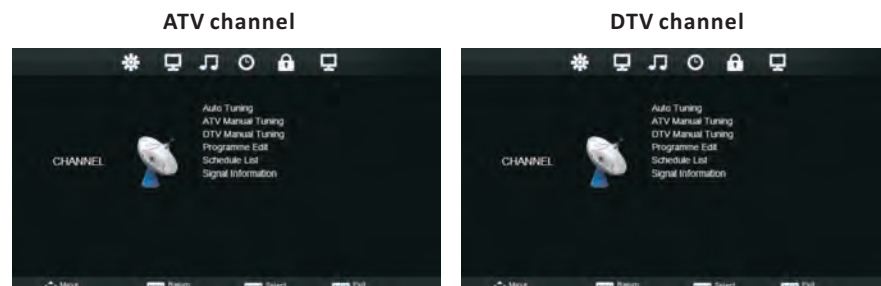 ATV channel
DTV channel
CHANNEL
Auto Tuning
ATV Manual Tuning
DTV Manual Tuning
Programme Edit
Schedule List
Signal Information
CHANNEL
Auto Tuning
ATV Manual Tuning
DTV Manual Tuning
Programme Edit
Schedule List
Signal Information